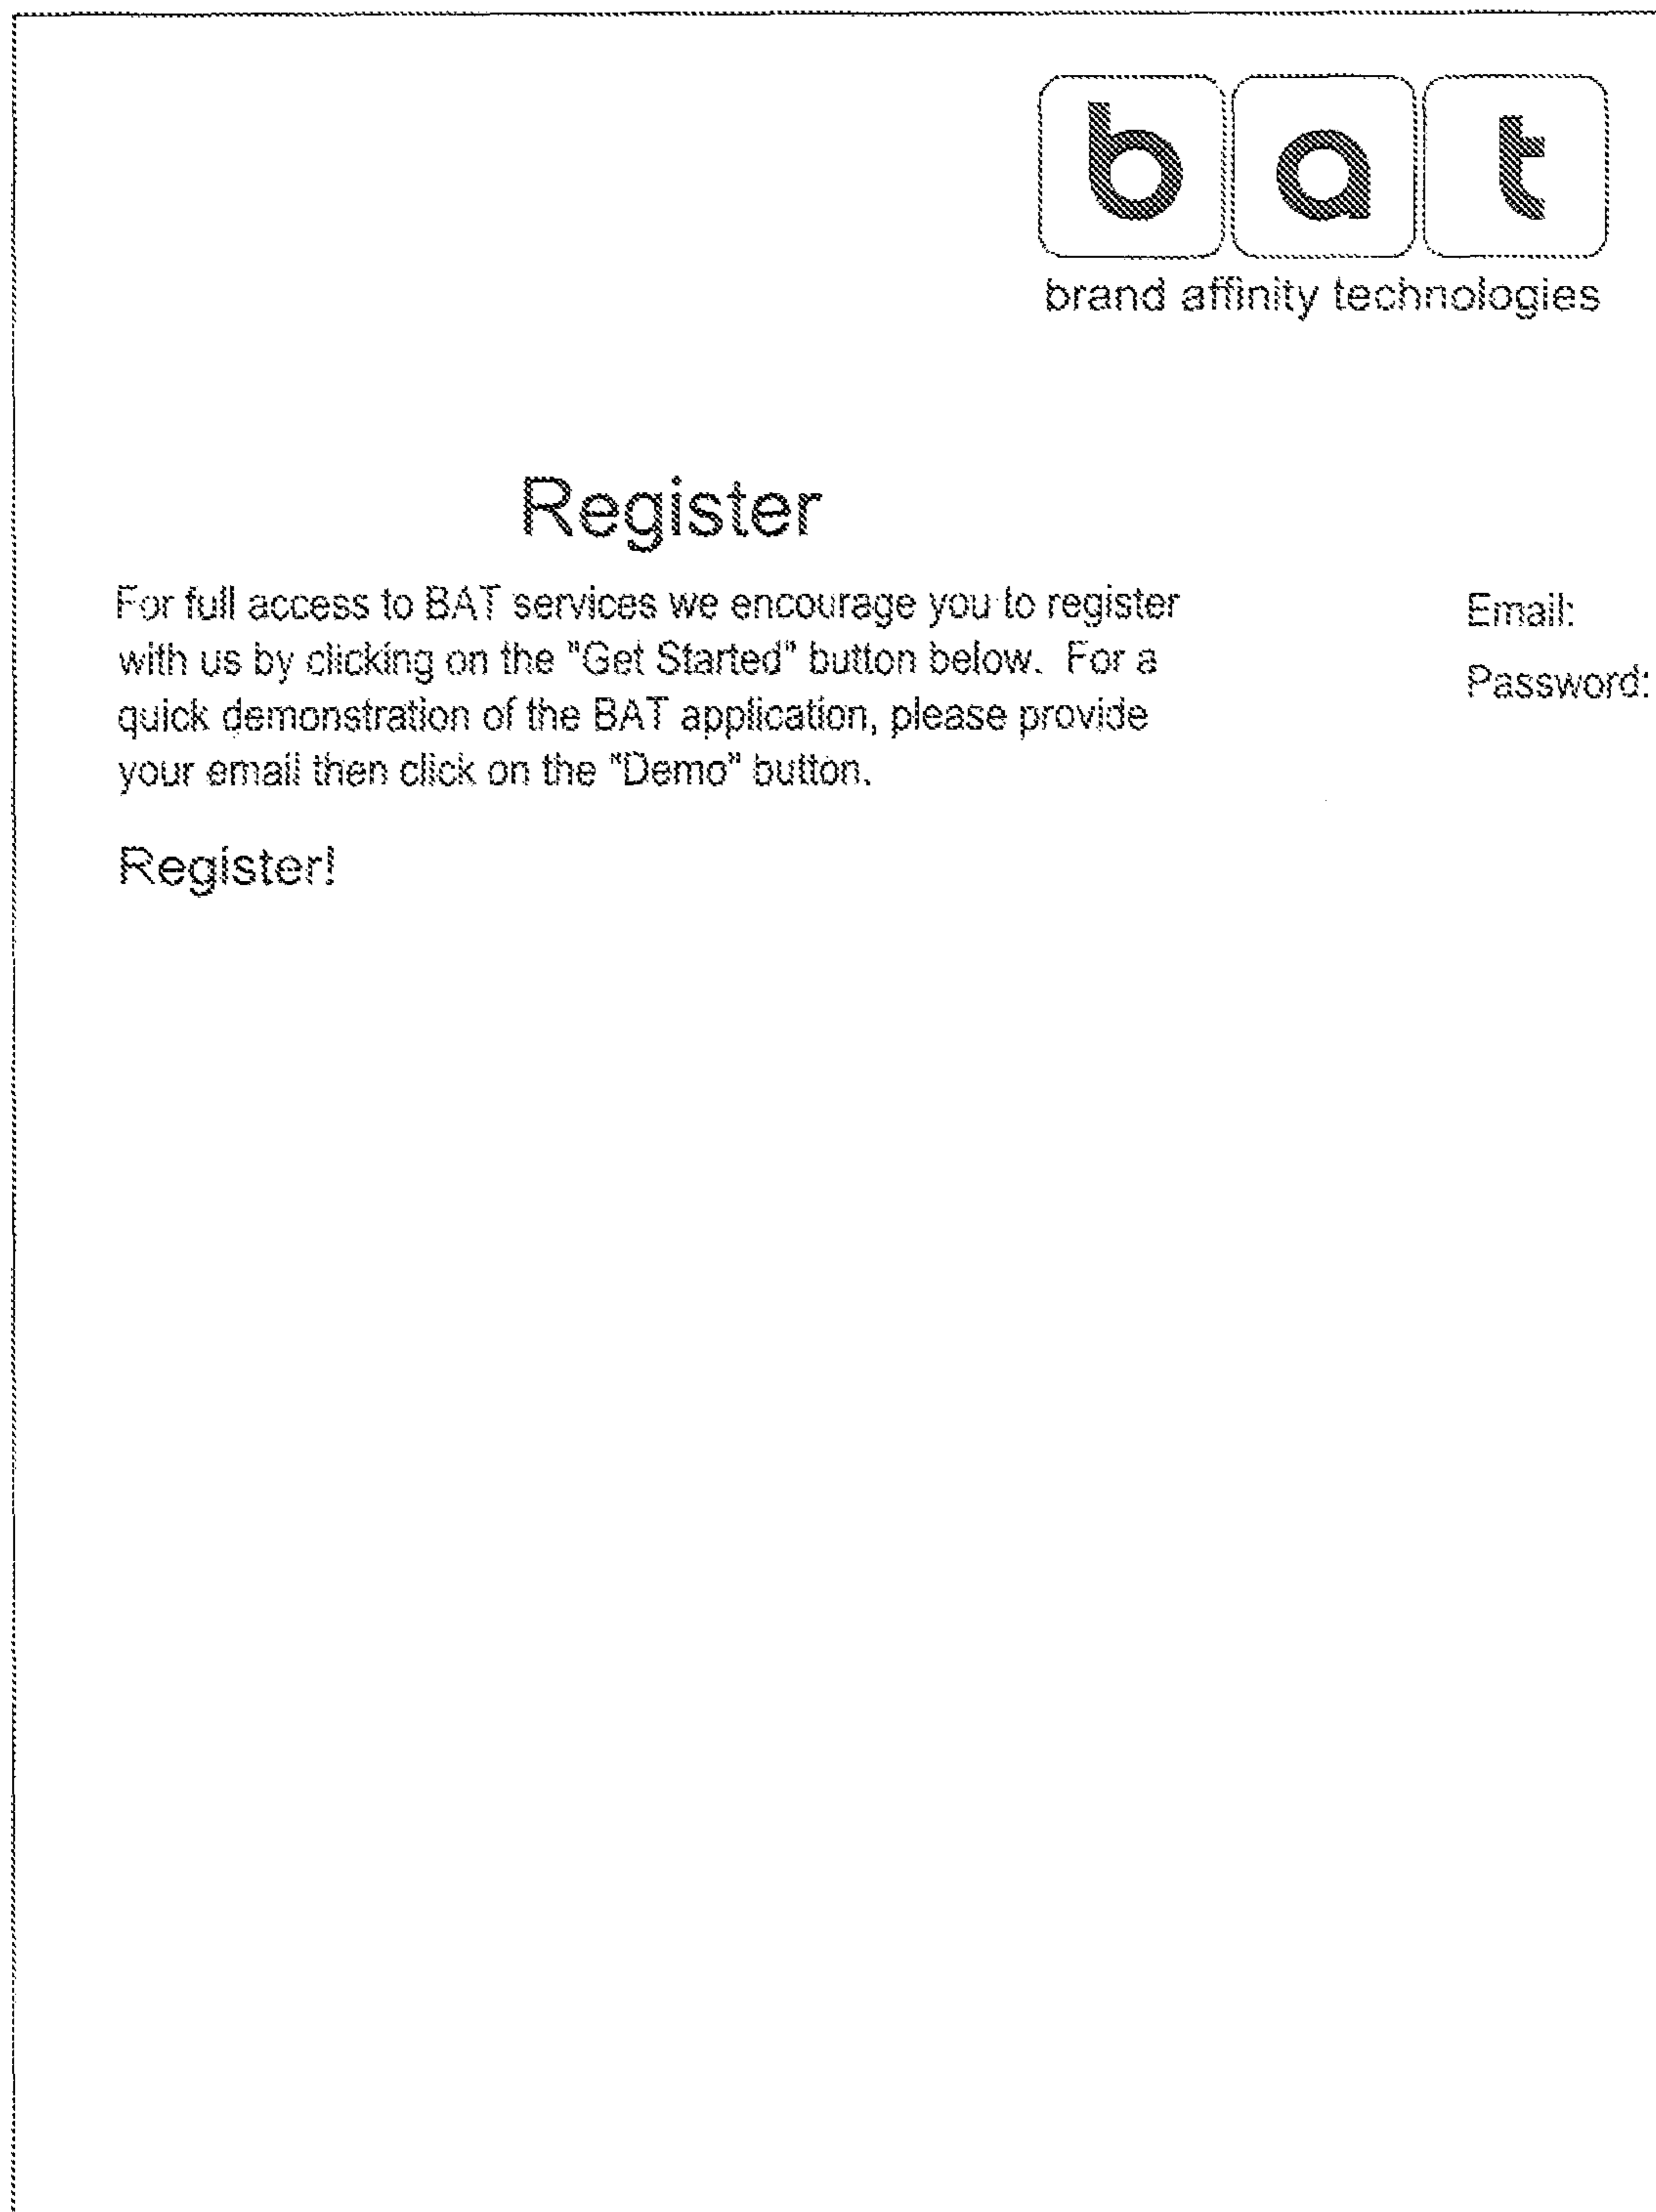 bat
brand affinity technologies
Register
For full access to BAT services we encourage you to register
with us by clicking on the "Get Started" button below. For a
quick demonstration of the BAT application, please provide
your email then click on the "Demo" button.
Register!
Email:
Password: